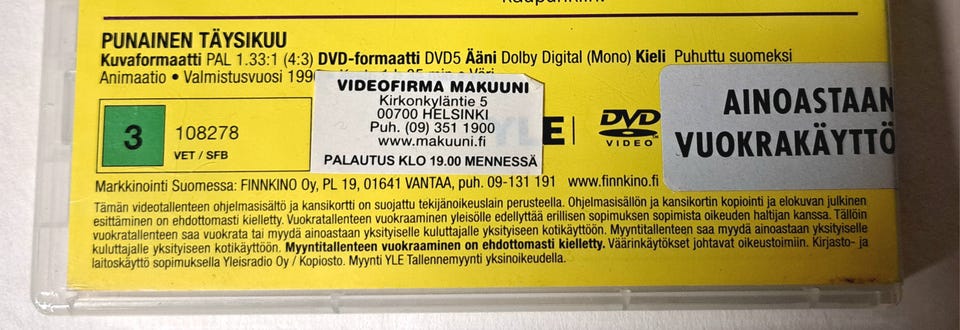 PUNAINEN TÄYSIKUU
Kuvaformaatti PAL 1.33:1 (4:3) DVD-formaatti DVD5 Ääni Dolby Digital (Mono) Kieli Puhuttu suomeksi
Animaatio • Valmistusvuosi 199
VIDEOFIRMA MAKUUNI
Kirkonkyläntie 5
00700 HELSINKI
Puh. (09) 351 1900
www.makuuni.fi
PALAUTUS KLO 19.00 MENNESSÄ
3
108278
VET / SFB
YLE
DVD
VIDEO
AINOASTAAN
VUOKRAKÄYTTÖ
Markkinointi Suomessa: FINNKINO Oy, PL 19, 01641 VANTAA, puh. 09-131 191 www.finnkino.fi
Tämän videotallenteen ohjelmasisältö ja kansikortti on suojattu tekijänoikeuslain perusteella. Ohjelmasisällön ja kansikortin kopiointi ja elokuvan julkinen
esittäminen on ehdottomasti kielletty. Vuokratallenteen vuokraaminen yleisölle edellyttää erillisen sopimuksen sopimista oikeuden haltijan kanssa. Tällöin
vuokratallenteen saa vuokrata tai myydä ainoastaan yksityiselle kuluttajalle yksityiseen kotikäyttöön. Myyntitallenteen saa myydä ainoastaan yksityiselle
kuluttajalle yksityiseen kotikäyttöön. Myyntitallenteen vuokraaminen on ehdottomasti kielletty. Väärinkäytökset johtavat oikeustoimiin. Kirjasto- ja
laitoskäyttö sopimuksella Yleisradio Oy / Kopiosto. Myynti YLE Tallennemyynti yksinoikeudella.